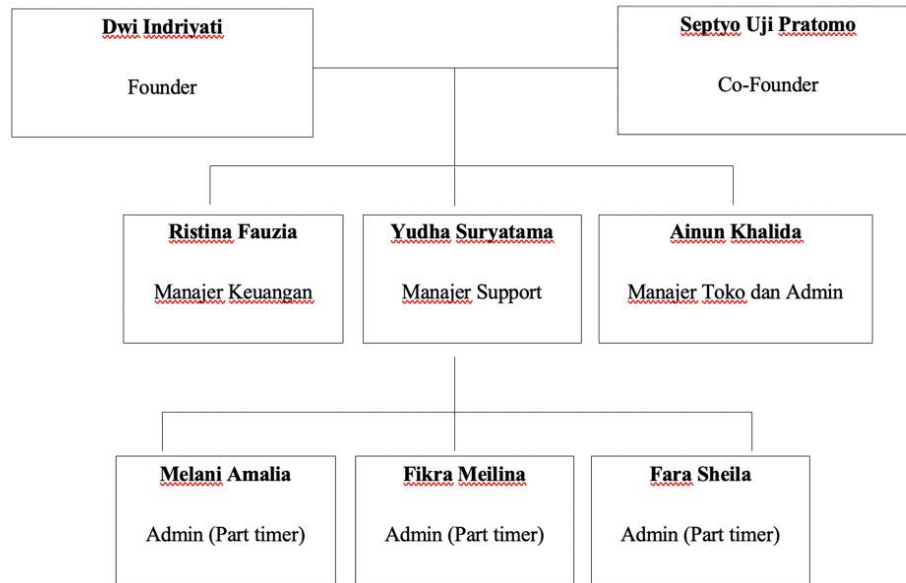 Dwi Indriyati
Founder
Septyo Uji Pratomo
Co-Founder
Ristina Fauzia
Manajer Keuangan
Yudha Suryatama
Manajer Support
Ainun Khalida
Manajer Toko dan Admin
Melani Amalia
Admin (Part timer)
Fikra Meilina
Admin (Part timer)
Fara Sheila
Admin (Part timer)